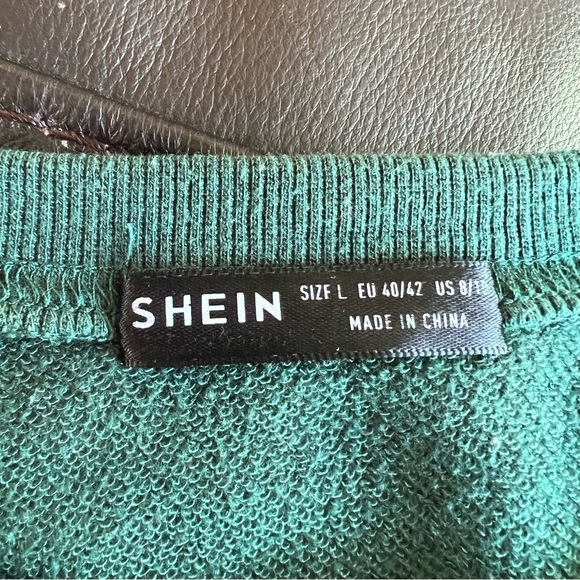 SHEIN
SIZE L EU 40/42 US 8/1
MADE IN CHINA